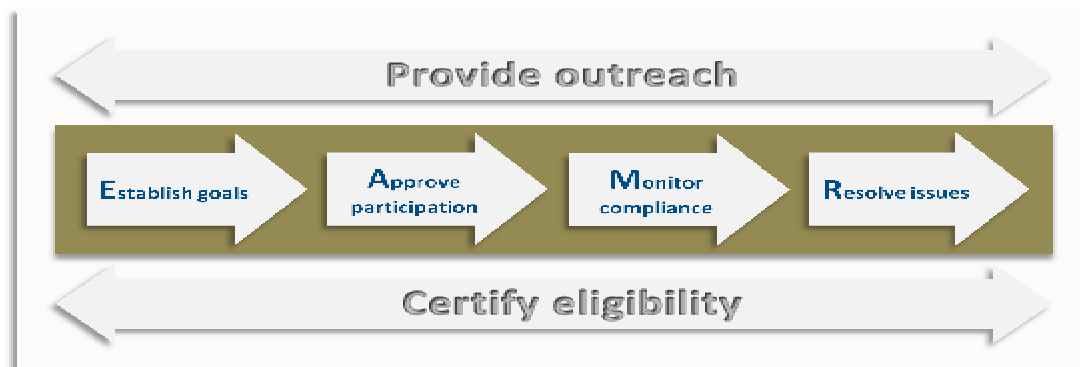 Provide outreach
Establish goals
Approve
participation
Monitor
compliance
Resolve issues
Certify eligibility